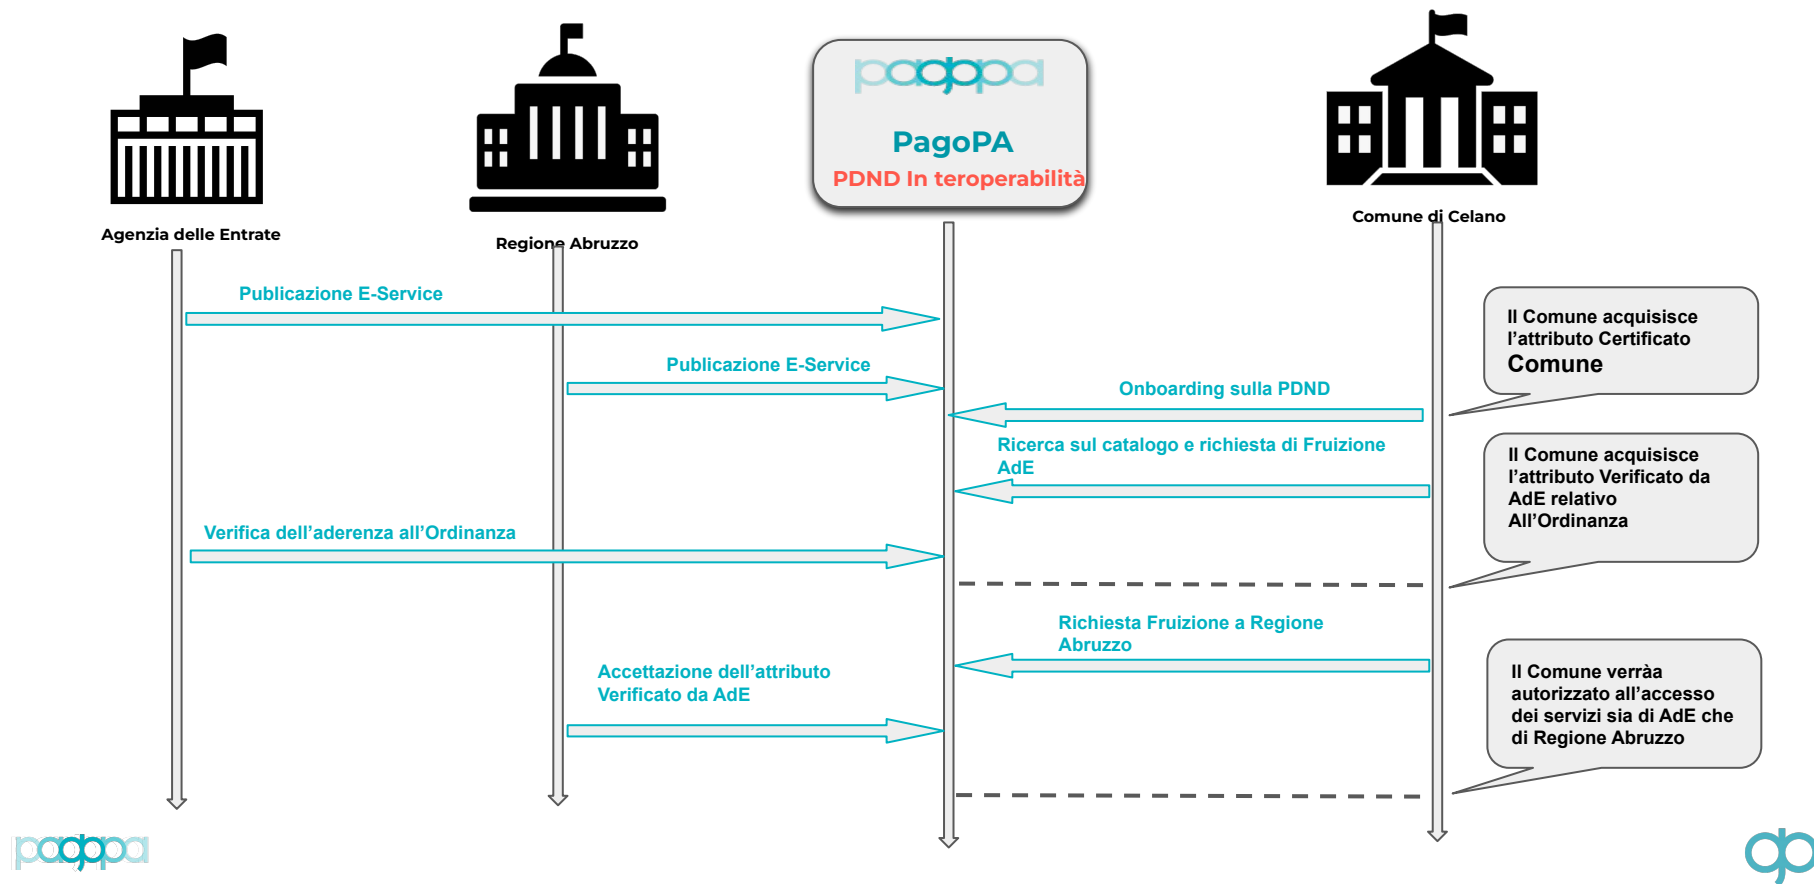 pagopa
PagoPA
PDND In teroperabilità
Agenzia delle Entrate
Regione Abruzzo
Comune di Celano
Publicazione E-Service
Publicazione E-Service
Onboarding sulla PDND
Il Comune acquisisce
l'attributo Certificato
Comune
Ricerca sul catalogo e richiesta di Fruizione
AdE
Il Comune acquisisce
l'attributo Verificato da
AdE relativo
All'Ordinanza
Verifica dell'aderenza all'Ordinanza
Richiesta Fruizione a Regione
Abruzzo
Accettazione dell'attributo
Verificato da AdE
Il Comune verràa
autorizzato all'accesso
dei servizi sia di AdE che
di Regione Abruzzo
pagopa